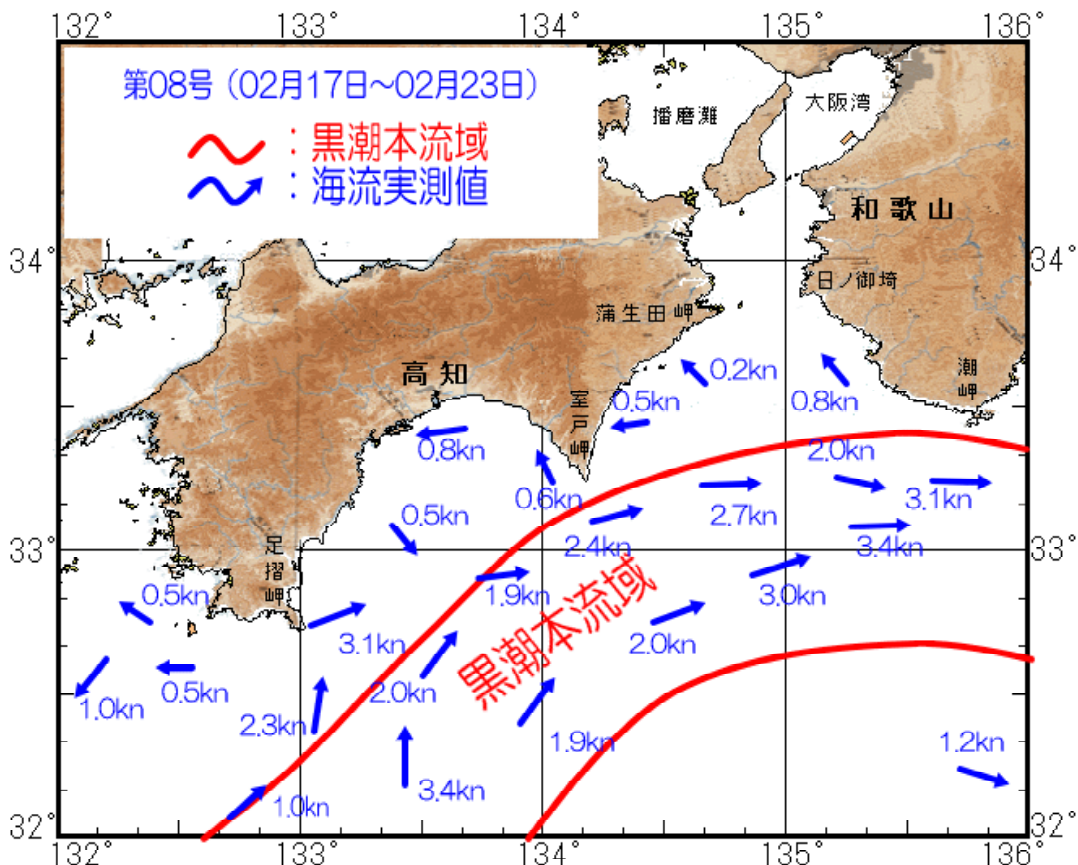 132° 133° 134° 135° 136°
第08号（02月17日～02月23日）
：黒潮本流域
：海流実測値
播磨灘
大阪湾
和歌山
34° 34°
日ノ御埼
蒲生田岬
高知
室戸岬
潮岬
0.2kn
0.5kn
0.8kn
0.8kn
2.0kn
0.6kn
2.7kn
3.1kn
0.5kn
2.4kn
3.4kn
33° 33°
足摺岬
1.9kn
3.0kn
0.5kn
3.1kn
黒潮本流域
2.0kn
0.5kn
2.0kn
1.0kn
2.3kn
1.9kn
1.2kn
3.4kn
1.0kn
32° 32°
132° 133° 134° 135° 136°